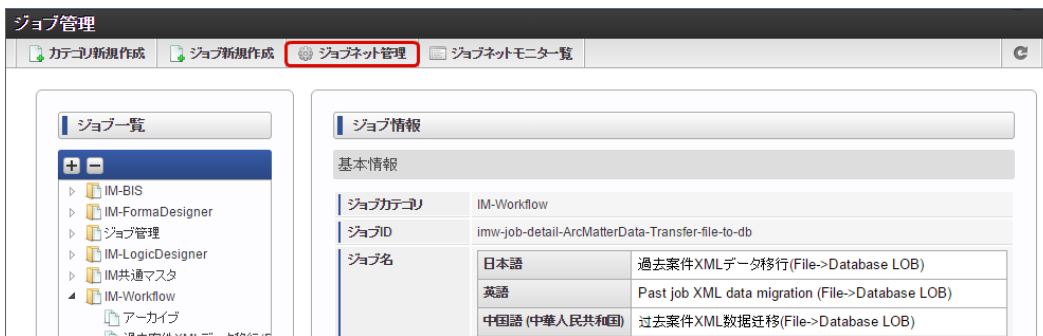 ジョブ管理
カテゴリ新規作成 ジョブ新規作成 ジョブネット管理 ジョブネットモニター一覧
ジョブ一覧
IM-BIS
IM-FormaDesigner
ジョブ管理
IM-LogicDesigner
IM共通マスタ
IM-Workflow
アーカイブ
ジョブ情報
基本情報
ジョブカテゴリ IM-Workflow
ジョブID imw-job-detail-ArcMatterData-Transfer-file-to-db
ジョブ名 日本語 過去案件XMLデータ移行(File->Database LOB)
英語 Past job XML data migration (File->Database LOB)
中国語 (中華人民共和国) 过去案件XML数据迁移(File->Database LOB)